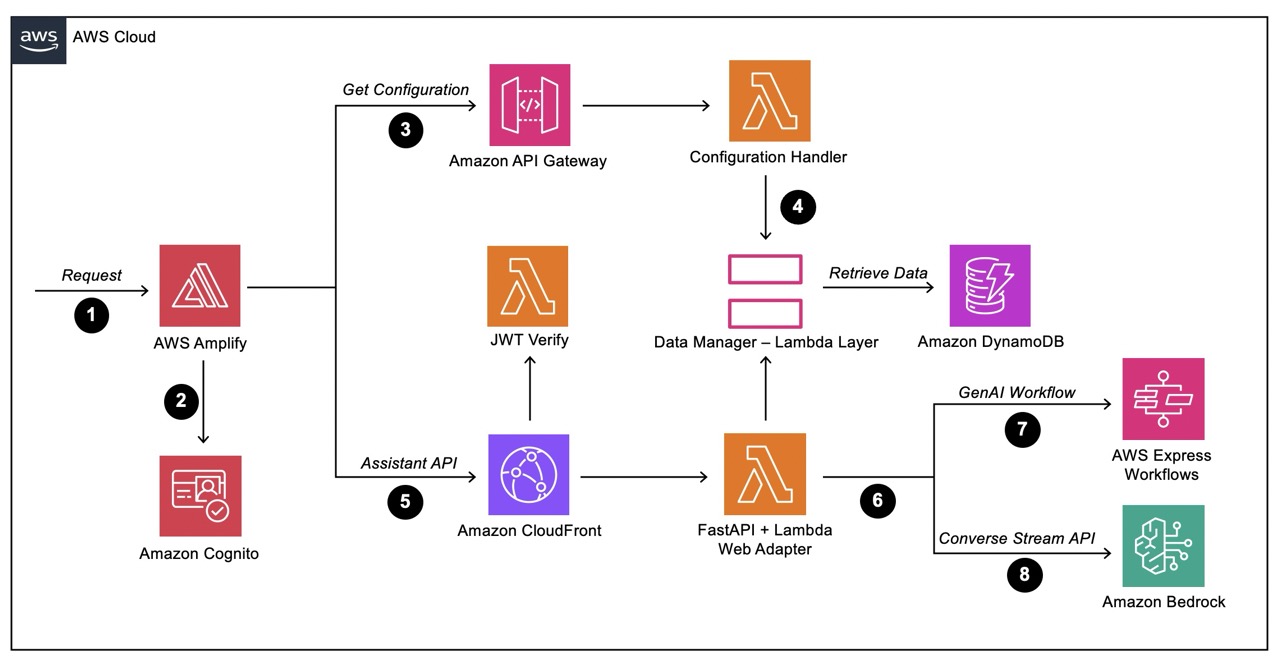 aws
AWS Cloud
Get Configuration
3
</>
Amazon API Gateway
Configuration Handler
4
Request
1
AWS Amplify
JWT Verify
Data Manager – Lambda Layer
Retrieve Data
Amazon DynamoDB
2
Amazon Cognito
Assistant API
5
Amazon CloudFront
FastAPI + Lambda
Web Adapter
6
GenAI Workflow
7
AWS Express
Workflows
Converse Stream API
8
Amazon Bedrock